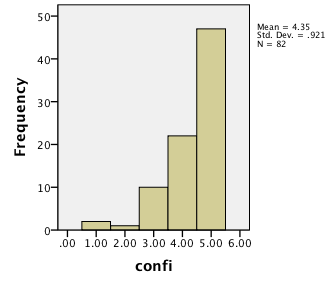 Mean = 4.35
Std. Dev. = .921
N = 82
Frequency
50
40
30
20
10
0
.00 1.00 2.00 3.00 4.00 5.00 6.00
confi